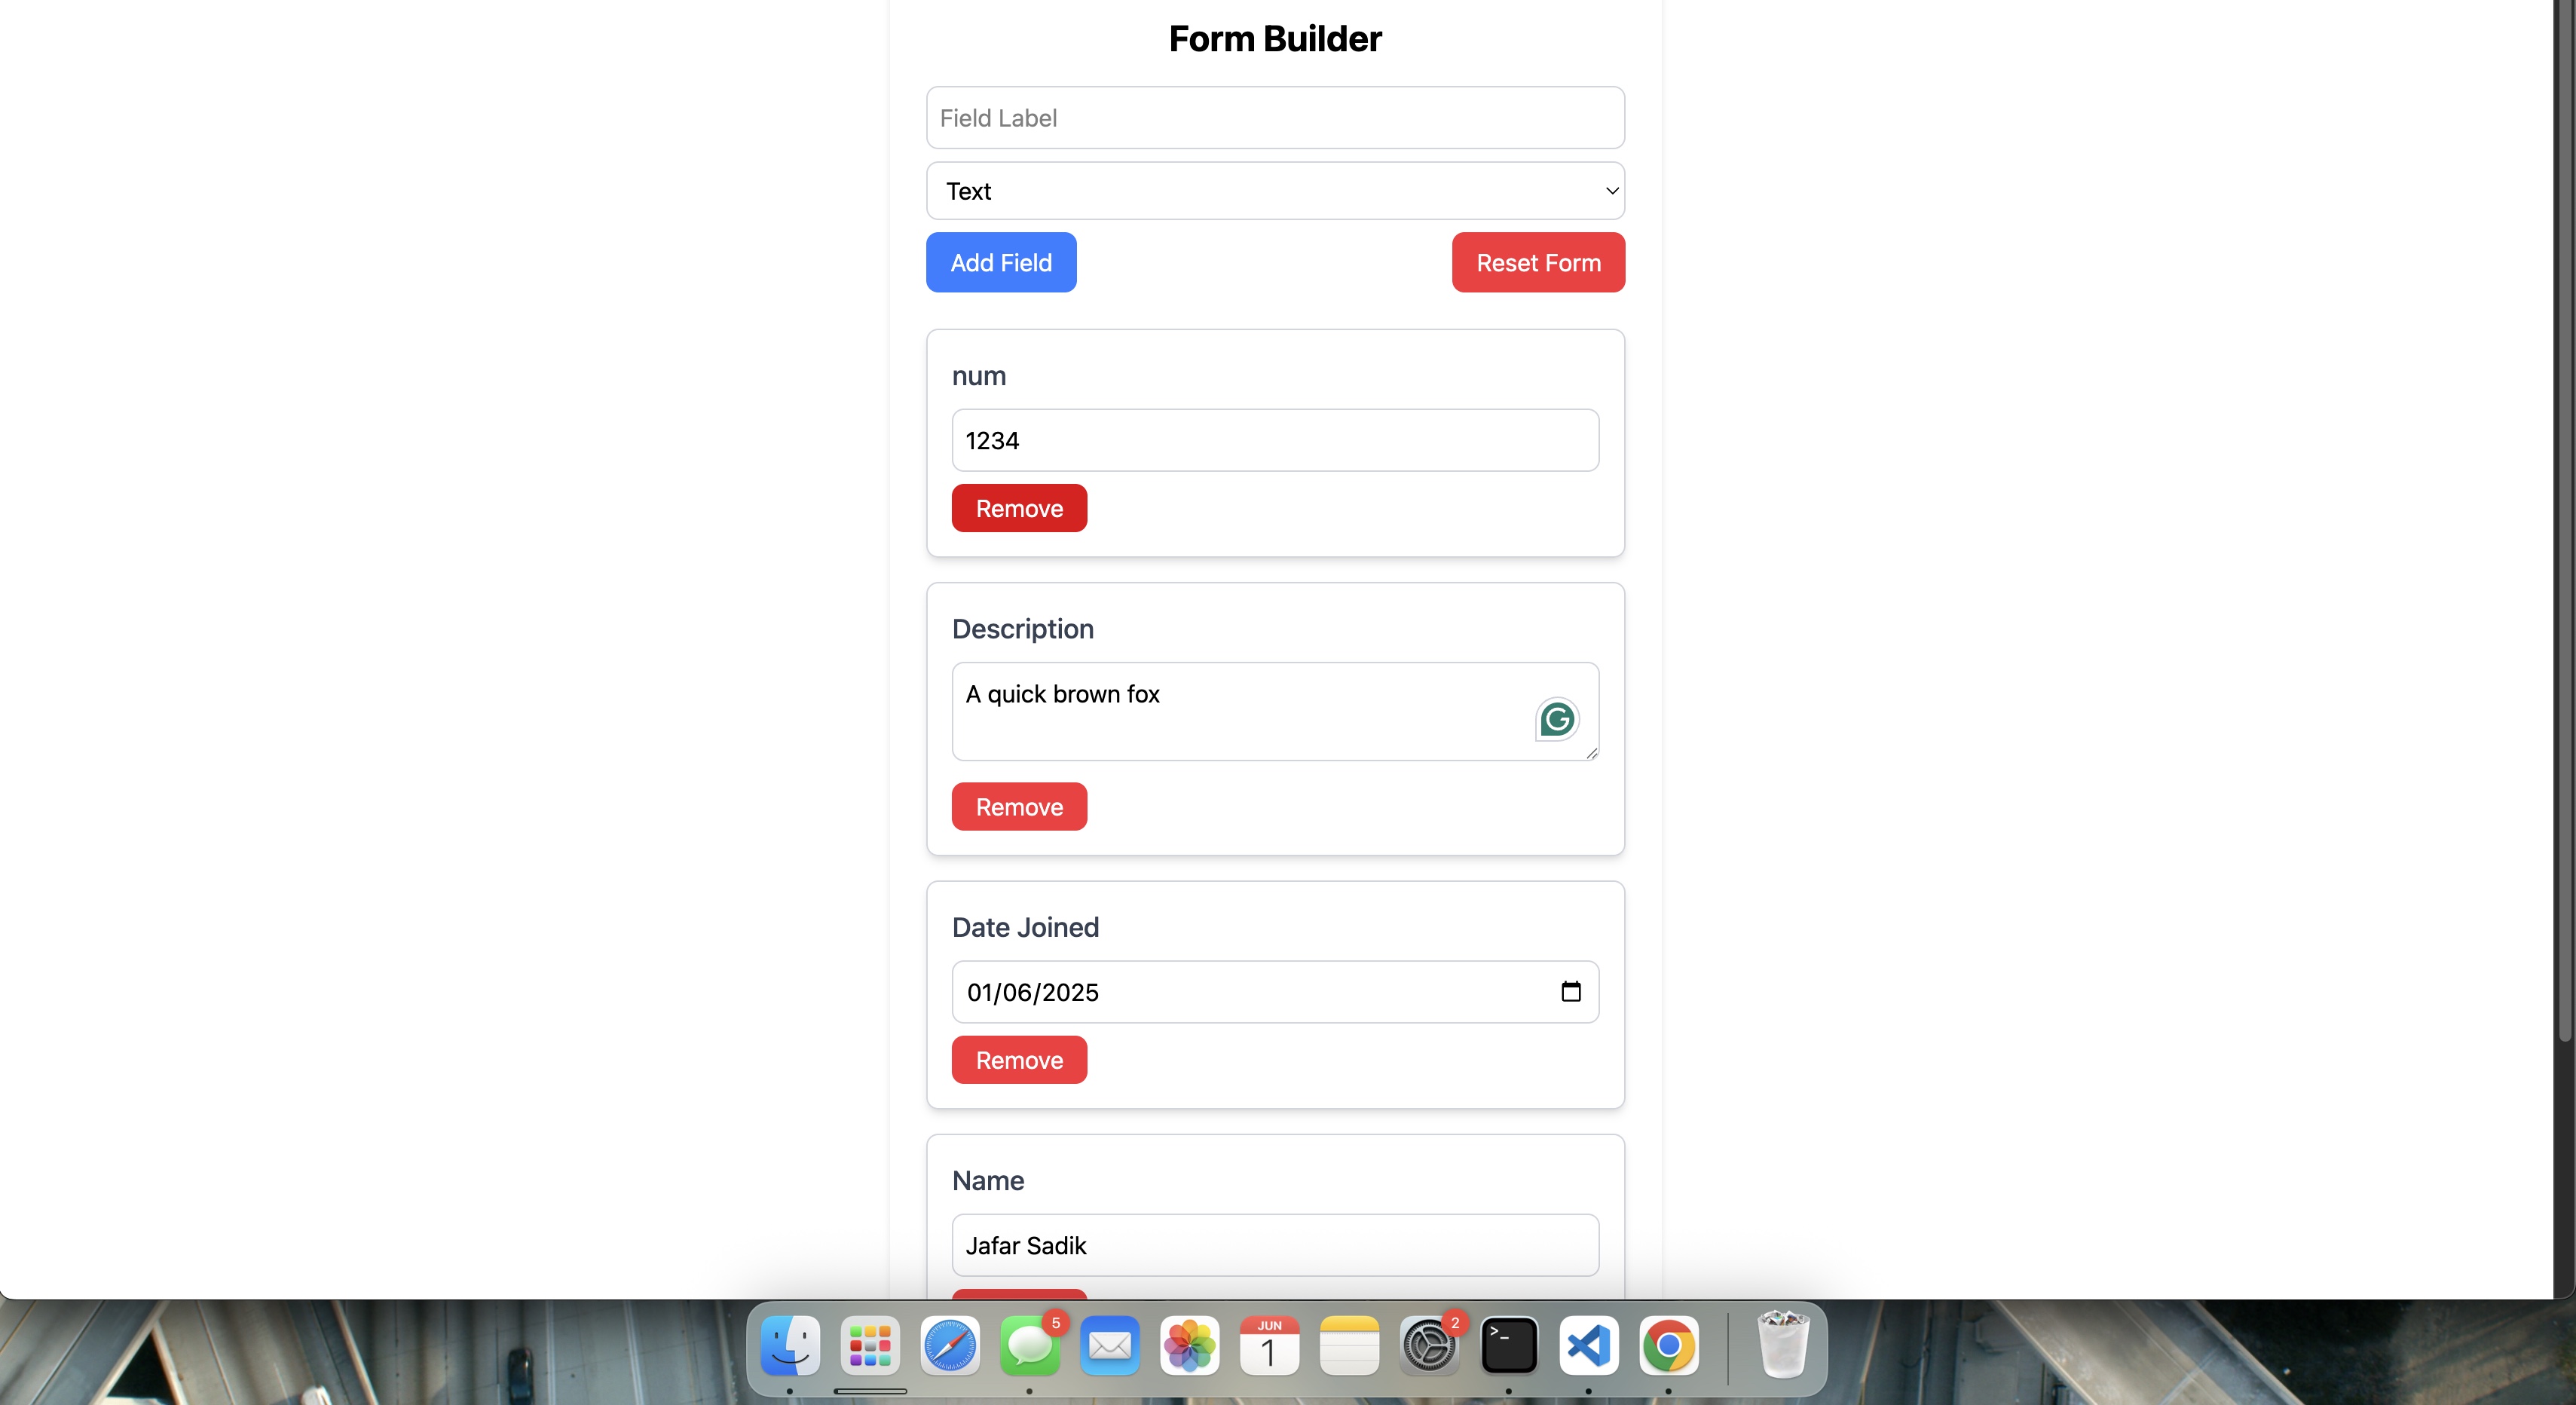 Form Builder
Field Label
Text
Add Field
Reset Form
num
1234
Remove
Description
A quick brown fox
G
Remove
Date Joined
01/06/2025
Remove
Name
Jafar Sadik
5
JUN
1
2
>_